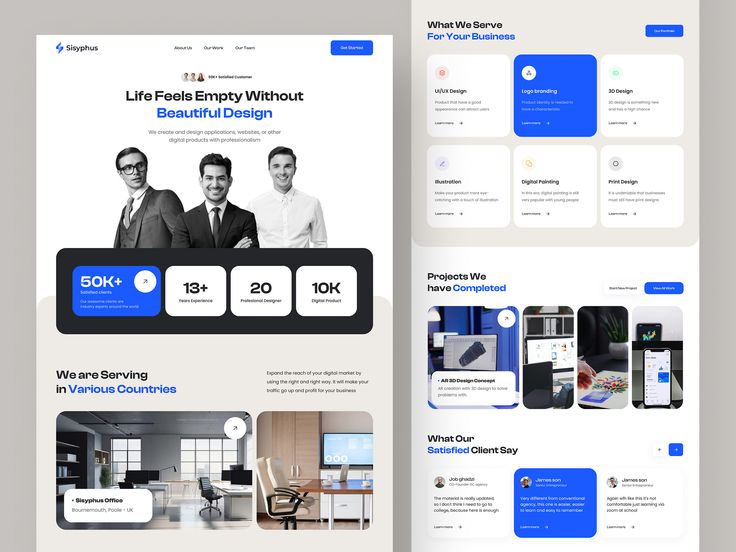 Sisyphus
About Us
Our Work
Our Team
Get Started
50K+ Satisfied Customer
Life Feels Empty Without
Beautiful Design
We create and design applications, websites, or other
digital products with professionalism
50K+
Satisfied clients
Our awesome clients are
industry experts around the world
13+
Years Experience
20
Profesional Designer
10K
Digital Product
We are Serving
in Various Countries
Expand the reach of your digital market by
using the right and right way. It will make your
traffic go up and profit for your business
• Sisyphus Office
Bournemouth, Poole - UK
What We Serve
For Your Business
Our Portfolio
UI/UX Design
Product that have a good
appearance can attract users
Learn more
Logo branding
Product identity is needed to
have a characteristic
Learn more
3D Design
3D design is something new
and has a high chance
Learn more
Illustration
Make your product more eye-
catching with a touch of illustration
Learn more
Digital Painting
In this era, digital painting is still
very popular with young people
Learn more
Print Design
It is undeniable that businesses
must still have print designs
Learn more
Projects We
have Completed
Start New Project
View All Work
• AR 3D Design Concept
AR creation with 3D design to solve
problems with.
What Our
Satisfied Client Say
Job ghadzi
CO-Founder GC agency
The material is really updated,
so I don't think I need to go to
college, because here is enough
Learn more
James son
Senior Entrepreneur
Very different from conventional
agency, this one is easier, easier
to learn and easy to remember
Learn more
James son
Senior Entrepreneur
Again wth like this it's not
comfortable just learning via
zoom at school
Learn more